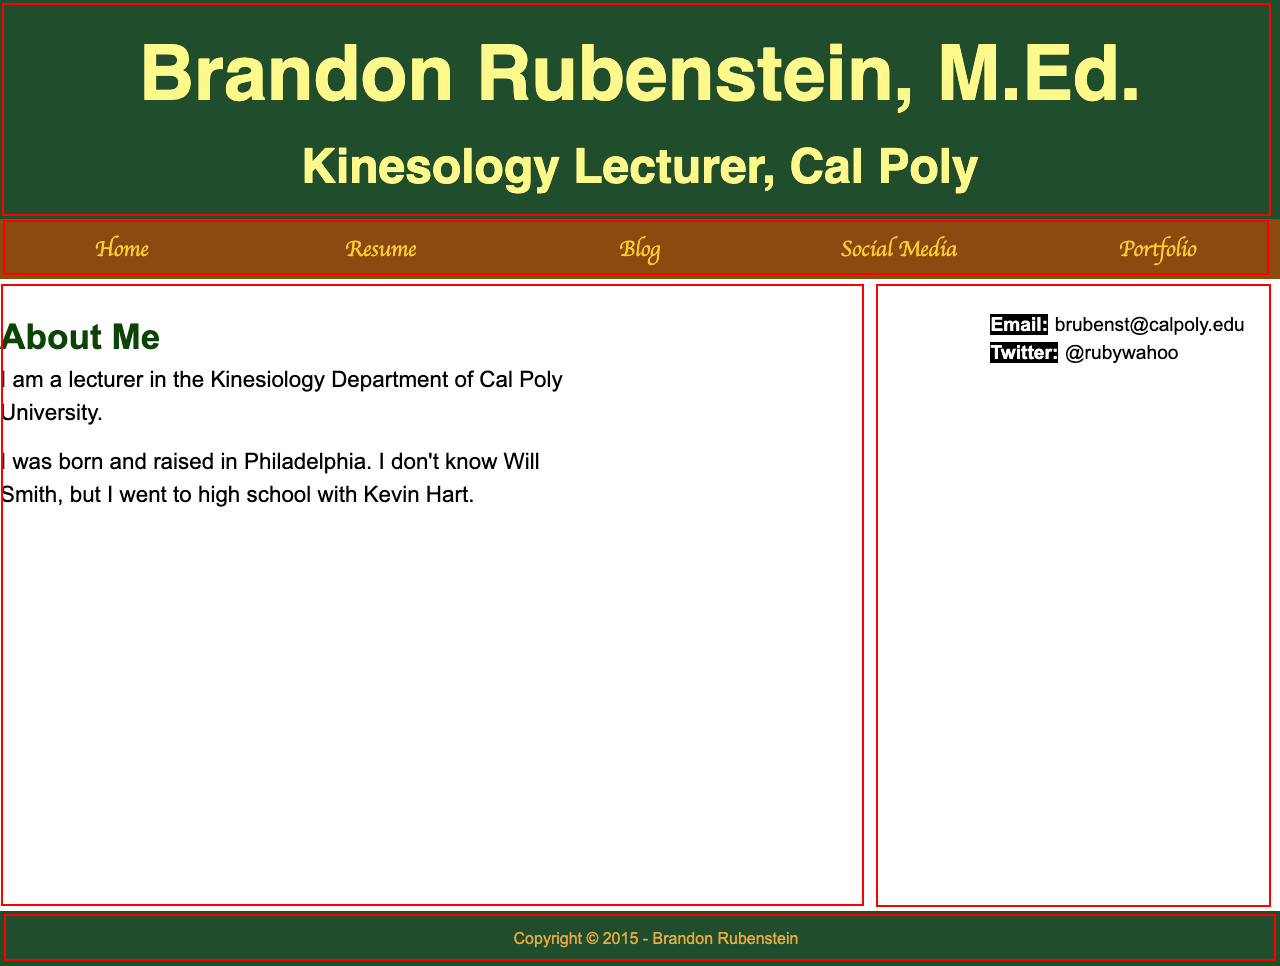 Brandon Rubenstein, M.Ed.
Kinesology Lecturer, Cal Poly
Home Resume Blog Social Media Portfolio
About Me
I am a lecturer in the Kinesiology Department of Cal Poly
University.
I was born and raised in Philadelphia. I don't know Will
Smith, but I went to high school with Kevin Hart.
Email: brubenst@calpoly.edu
Twitter: @rubywahoo
Copyright © 2015 - Brandon Rubenstein